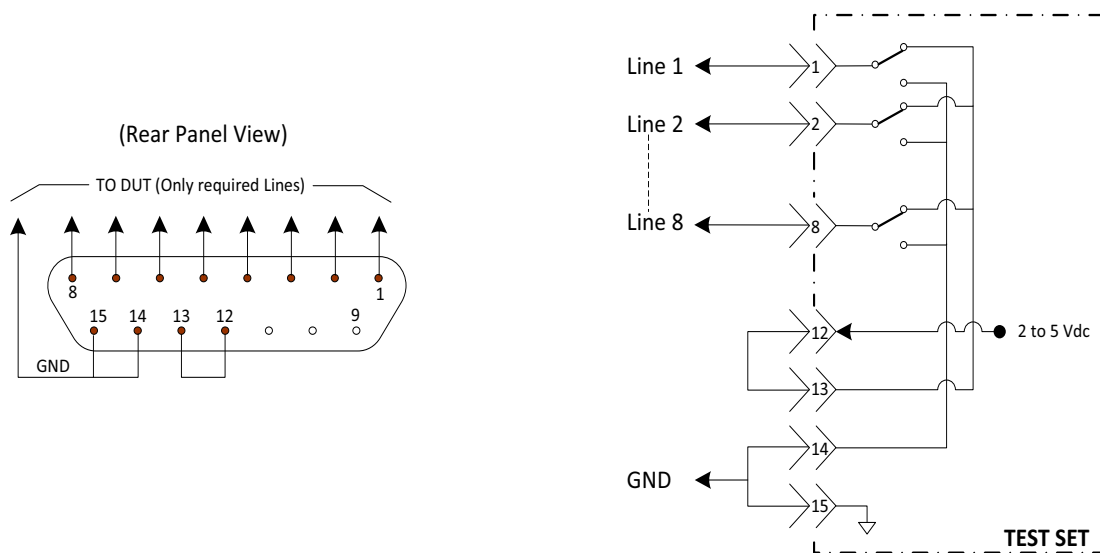 (Rear Panel View)
TO DUT (Only required Lines)
8
1
15
14
13
12
9
GND
Line 1
1
Line 2
2
Line 8
8
12
2 to 5 Vdc
13
14
GND
15
TEST SET